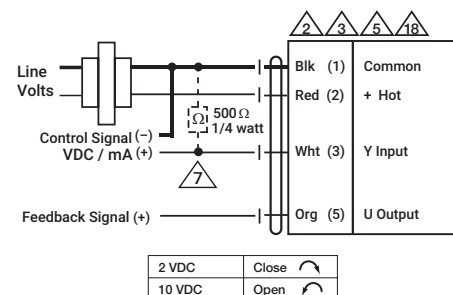 2 3 5 18
Line
Volts
Blk (1) Common
Red (2) + Hot
Ω 500 Ω
1/4 watt
Control Signal (−)
VDC / mA (+)
Wht (3) Y Input
7
Feedback Signal (+)
Org (5) U Output
2 VDC Close
10 VDC Open